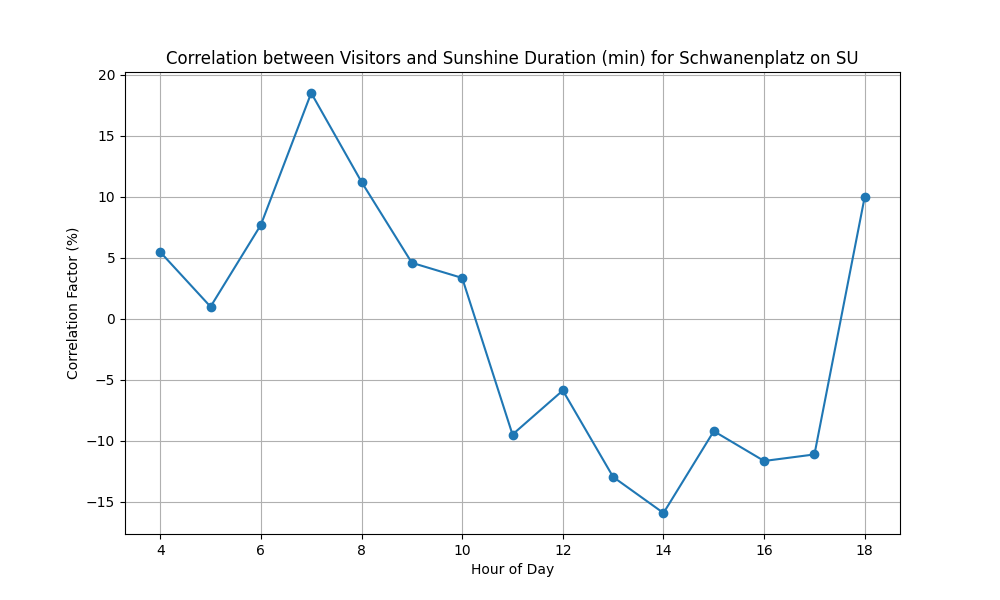 Correlation between Visitors and Sunshine Duration (min) for Schwanenplatz on SU
20
15
10
5
0
−5
−10
−15
Correlation Factor (%)
4 6 8 10 12 14 16 18
Hour of Day